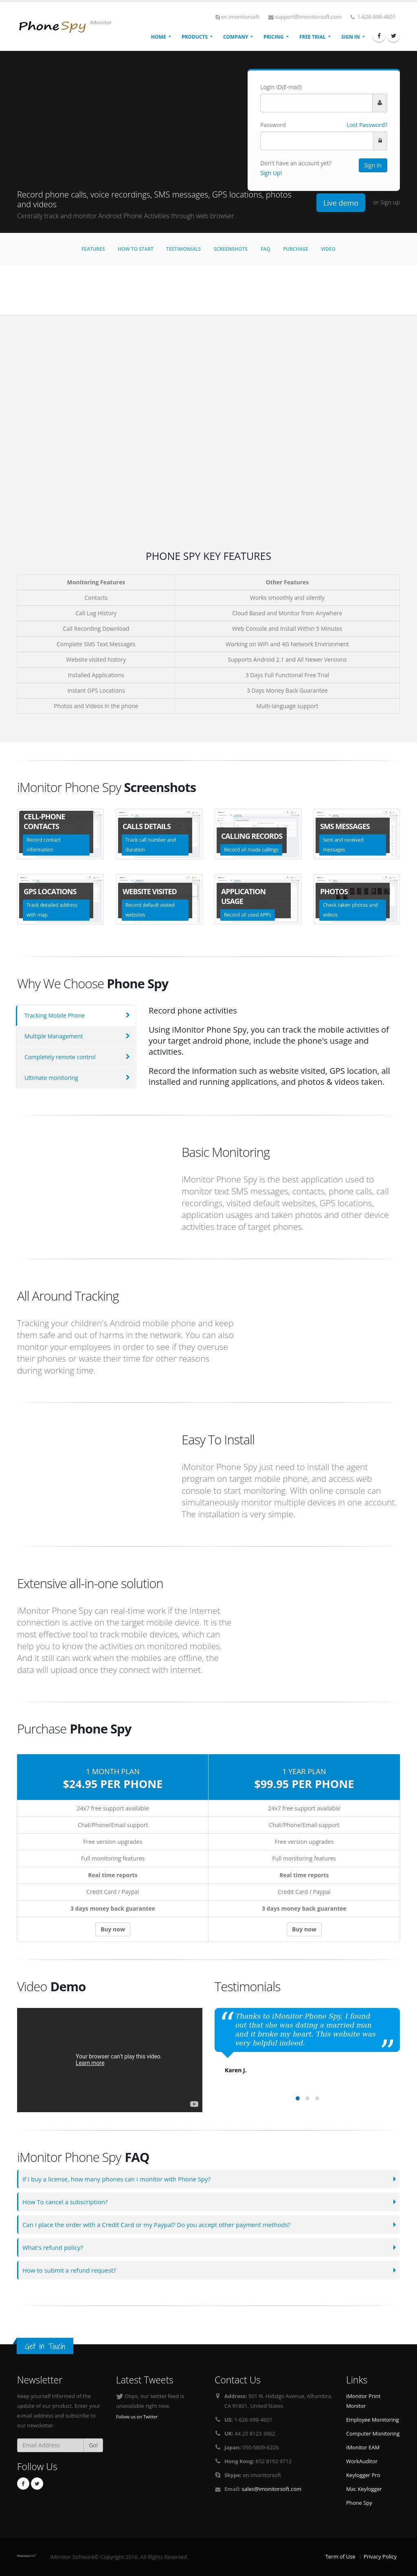 PhoneSpy iMonitor
en.imonitorsoft support@imonitorsoft.com 1-626-999-4601
HOME PRODUCTS COMPANY PRICING FREE TRIAL SIGN IN
Login ID(E-mail)
Password Lost Password?
Don't have an account yet?
Sign Up!
Sign In
Record phone calls, voice recordings, SMS messages, GPS locations, photos and videos
Centrally track and monitor Android Phone Activities through web browser.
Live demo or Sign up
FEATURES HOW TO START TESTIMONIALS SCREENSHOTS FAQ PURCHASE VIDEO
PHONE SPY KEY FEATURES
Monitoring Features Other Features
Contacts Works smoothly and silently
Call Log History Cloud Based and Monitor from Anywhere
Call Recording Download Web Console and Install Within 5 Minutes
Complete SMS Text Messages Working on WiFi and 4G Network Environment
Website visited history Supports Android 2.1 and All Newer Versions
Installed Applications 3 Days Full Functional Free Trial
Instant GPS Locations 3 Days Money Back Guarantee
Photos and Videos in the phone Multi-language support
iMonitor Phone Spy Screenshots
CELL-PHONE CONTACTS
Record contact information
CALLS DETAILS
Track call number and duration
CALLING RECORDS
Record all made callings
SMS MESSAGES
Sent and received messages
GPS LOCATIONS
Track detailed address with map
WEBSITE VISITED
Record default visited websites
APPLICATION USAGE
Record all used APPs
PHOTOS
Check taken photos and videos
Why We Choose Phone Spy
Tracking Mobile Phone
Multiple Management
Completely remote control
Ultimate monitoring
Record phone activities
Using iMonitor Phone Spy, you can track the mobile activities of your target android phone, include the phone's usage and activities.
Record the information such as website visited, GPS location, all installed and running applications, and photos & videos taken.
Basic Monitoring
iMonitor Phone Spy is the best application used to monitor text SMS messages, contacts, phone calls, call recordings, visited default websites, GPS locations, application usages and taken photos and other device activities trace of target phones.
All Around Tracking
Tracking your children's Android mobile phone and keep them safe and out of harms in the network. You can also monitor your employees in order to see if they overuse their phones or waste their time for other reasons during working time.
Easy To Install
iMonitor Phone Spy just need to install the agent program on target mobile phone, and access web console to start monitoring. With online console can simultaneously monitor multiple devices in one account. The installation is very simple.
Extensive all-in-one solution
iMonitor Phone Spy can real-time work if the Internet connection is active on the target mobile device. It is the most effective tool to track mobile devices, which can help you to know the activities on monitored mobiles. And it still can work when the mobiles are offline, the data will upload once they connect with internet.
Purchase Phone Spy
1 MONTH PLAN 1 YEAR PLAN
$24.95 PER PHONE $99.95 PER PHONE
24x7 free support available 24x7 free support available
Chat/Phone/Email support Chat/Phone/Email support
Free version upgrades Free version upgrades
Full monitoring features Full monitoring features
Real time reports Real time reports
Credit Card / Paypal Credit Card / Paypal
3 days money back guarantee 3 days money back guarantee
Buy now Buy now
Video Demo
Your browser can't play this video.
Learn more
Testimonials
“ Thanks to iMonitor Phone Spy, I found out that she was dating a married man and it broke my heart. This website was very helpful indeed. ”
Karen J.
iMonitor Phone Spy FAQ
If I buy a license, how many phones can I monitor with Phone Spy?
How To cancel a subscription?
Can I place the order with a Credit Card or my Paypal? Do you accept other payment methods?
What's refund policy?
How to submit a refund request?
Get in Touch
Newsletter
Keep yourself informed of the update of our product. Enter your e-mail address and subscribe to our newsletter.
Email Address Go!
Follow Us
Latest Tweets
Oops, our twitter feed is unavailable right now.
Follow us on Twitter
Contact Us
Address: 501 N. Hidalgo Avenue, Alhambra, CA 91801. United States
US: 1-626-999-4601
UK: 44 20 8123 3062
Japan: 050-5809-6226
Hong Kong: 852 8192 9712
Skype: en.imonitorsoft
Email: sales@imonitorsoft.com
Links
iMonitor Print Monitor
Employee Monitoring
Computer Monitoring
iMonitor EAM
WorkAuditor
Keylogger Pro
Mac Keylogger
Phone Spy
iMonitor Software© Copyright 2016. All Rights Reserved.
Term of Use | Privacy Policy